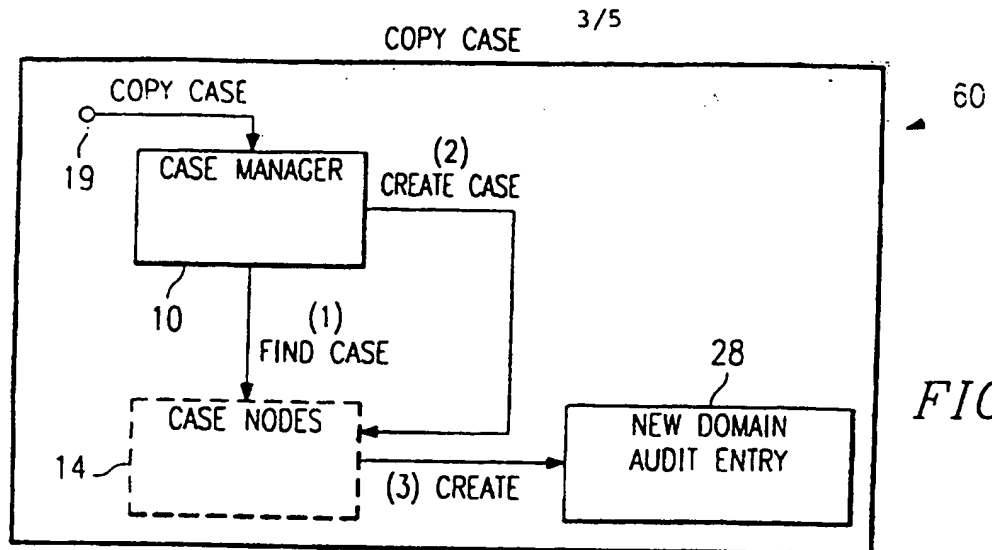 3/5
COPY CASE
60
COPY CASE
19
CASE MANAGER
(2)
CREATE CASE
10
(1)
FIND CASE
28
CASE NODES
NEW DOMAIN
AUDIT ENTRY
FIG
14
(3) CREATE